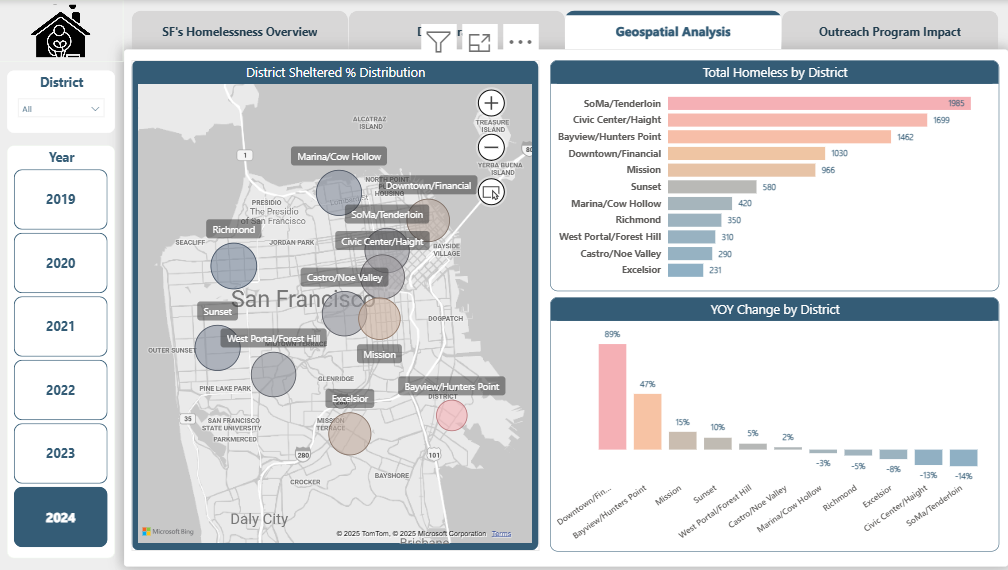 SF's Homelessness Overview
Geospatial Analysis
Outreach Program Impact
District
All
Year
2019
2020
2021
2022
2023
2024
District Sheltered % Distribution
ALCATRAZ
ISLAND
TREASURE
ISLAND
YERBA BUENA
ISLAND
80
1
Marina/Cow Hollow
NORTH POINT
HOUSING
Downtown/Financial
PRESIDIO
The Presidio
of San Francisco
SoMa/Tenderloin
Richmond
SEACLIFF
JORDAN PARK
Civic Center/Haight
BAYSIDE
VILLAGE
Castro/Noe Valley
San Francisco
Sunset
DOGPATCH
West Portal/Forest Hill
OUTER SUNSET
Mission
GLENRIDGE
PINE LAKE PARK
Bayview/Hunters Point
DISTRICT
Excelsior
35
SAN FRANCISCO
STATE UNIVERSITY
PARKMERCED
MISSION
TERRACE
280
101
BAYSHORE
CROCKER
Daly City
Brisbane
Microsoft Bing
© 2025 TomTom, © 2025 Microsoft Corporation Terms
Total Homeless by District
SoMa/Tenderloin 1985
Civic Center/Haight 1699
Bayview/Hunters Point 1462
Downtown/Financial 1030
Mission 966
Sunset 580
Marina/Cow Hollow 420
Richmond 350
West Portal/Forest Hill 310
Castro/Noe Valley 290
Excelsior 231
YOY Change by District
89%
47%
15%
10%
5%
2%
-3%
-5%
-8%
-13%
-14%
Downtown/Fin...
Bayview/Hunters Point
Mission
Sunset
West Portal/Forest Hill
Castro/Noe Valley
Marina/Cow Hollow
Richmond
Excelsior
Civic Center/Haight
SoMa/Tenderloin